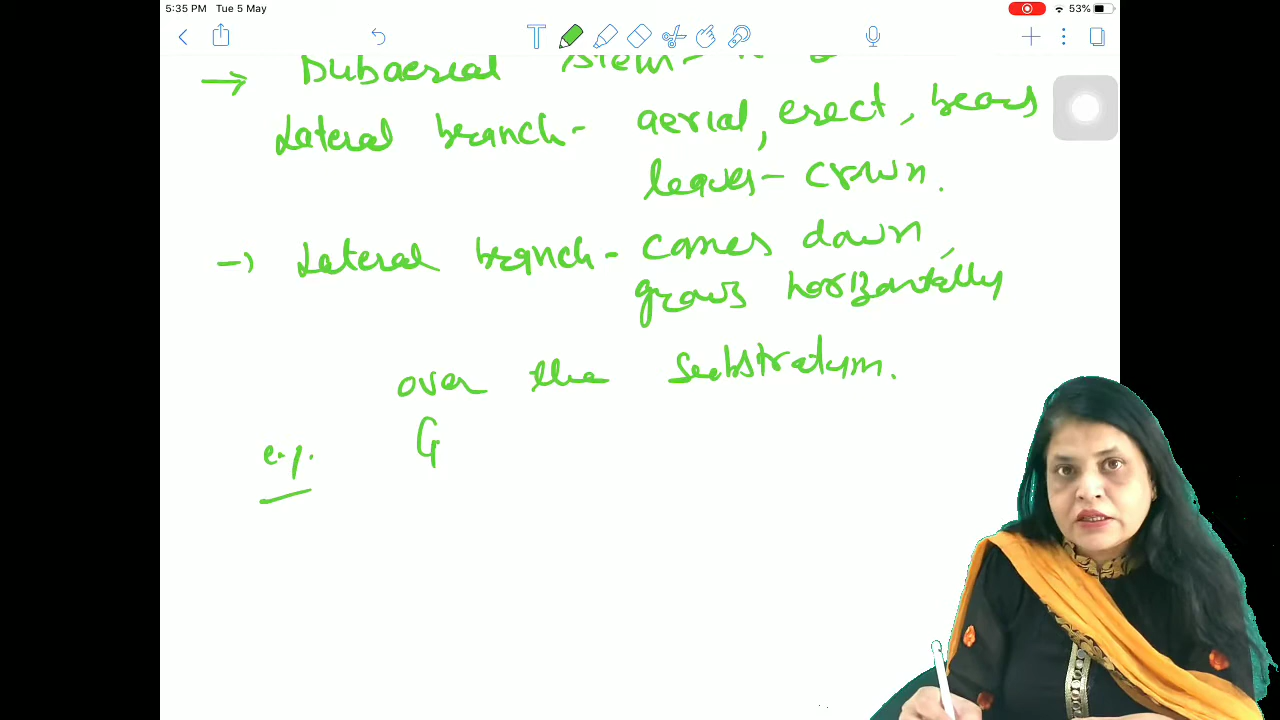 5:35 PM Tue 5 May 53%
T
→ Subaerial stem -
Lateral branch - aerial, erect, bears
leaves - crown.
→ Lateral branch - comes down,
grows horizontally
over the substratum.
e.g. G